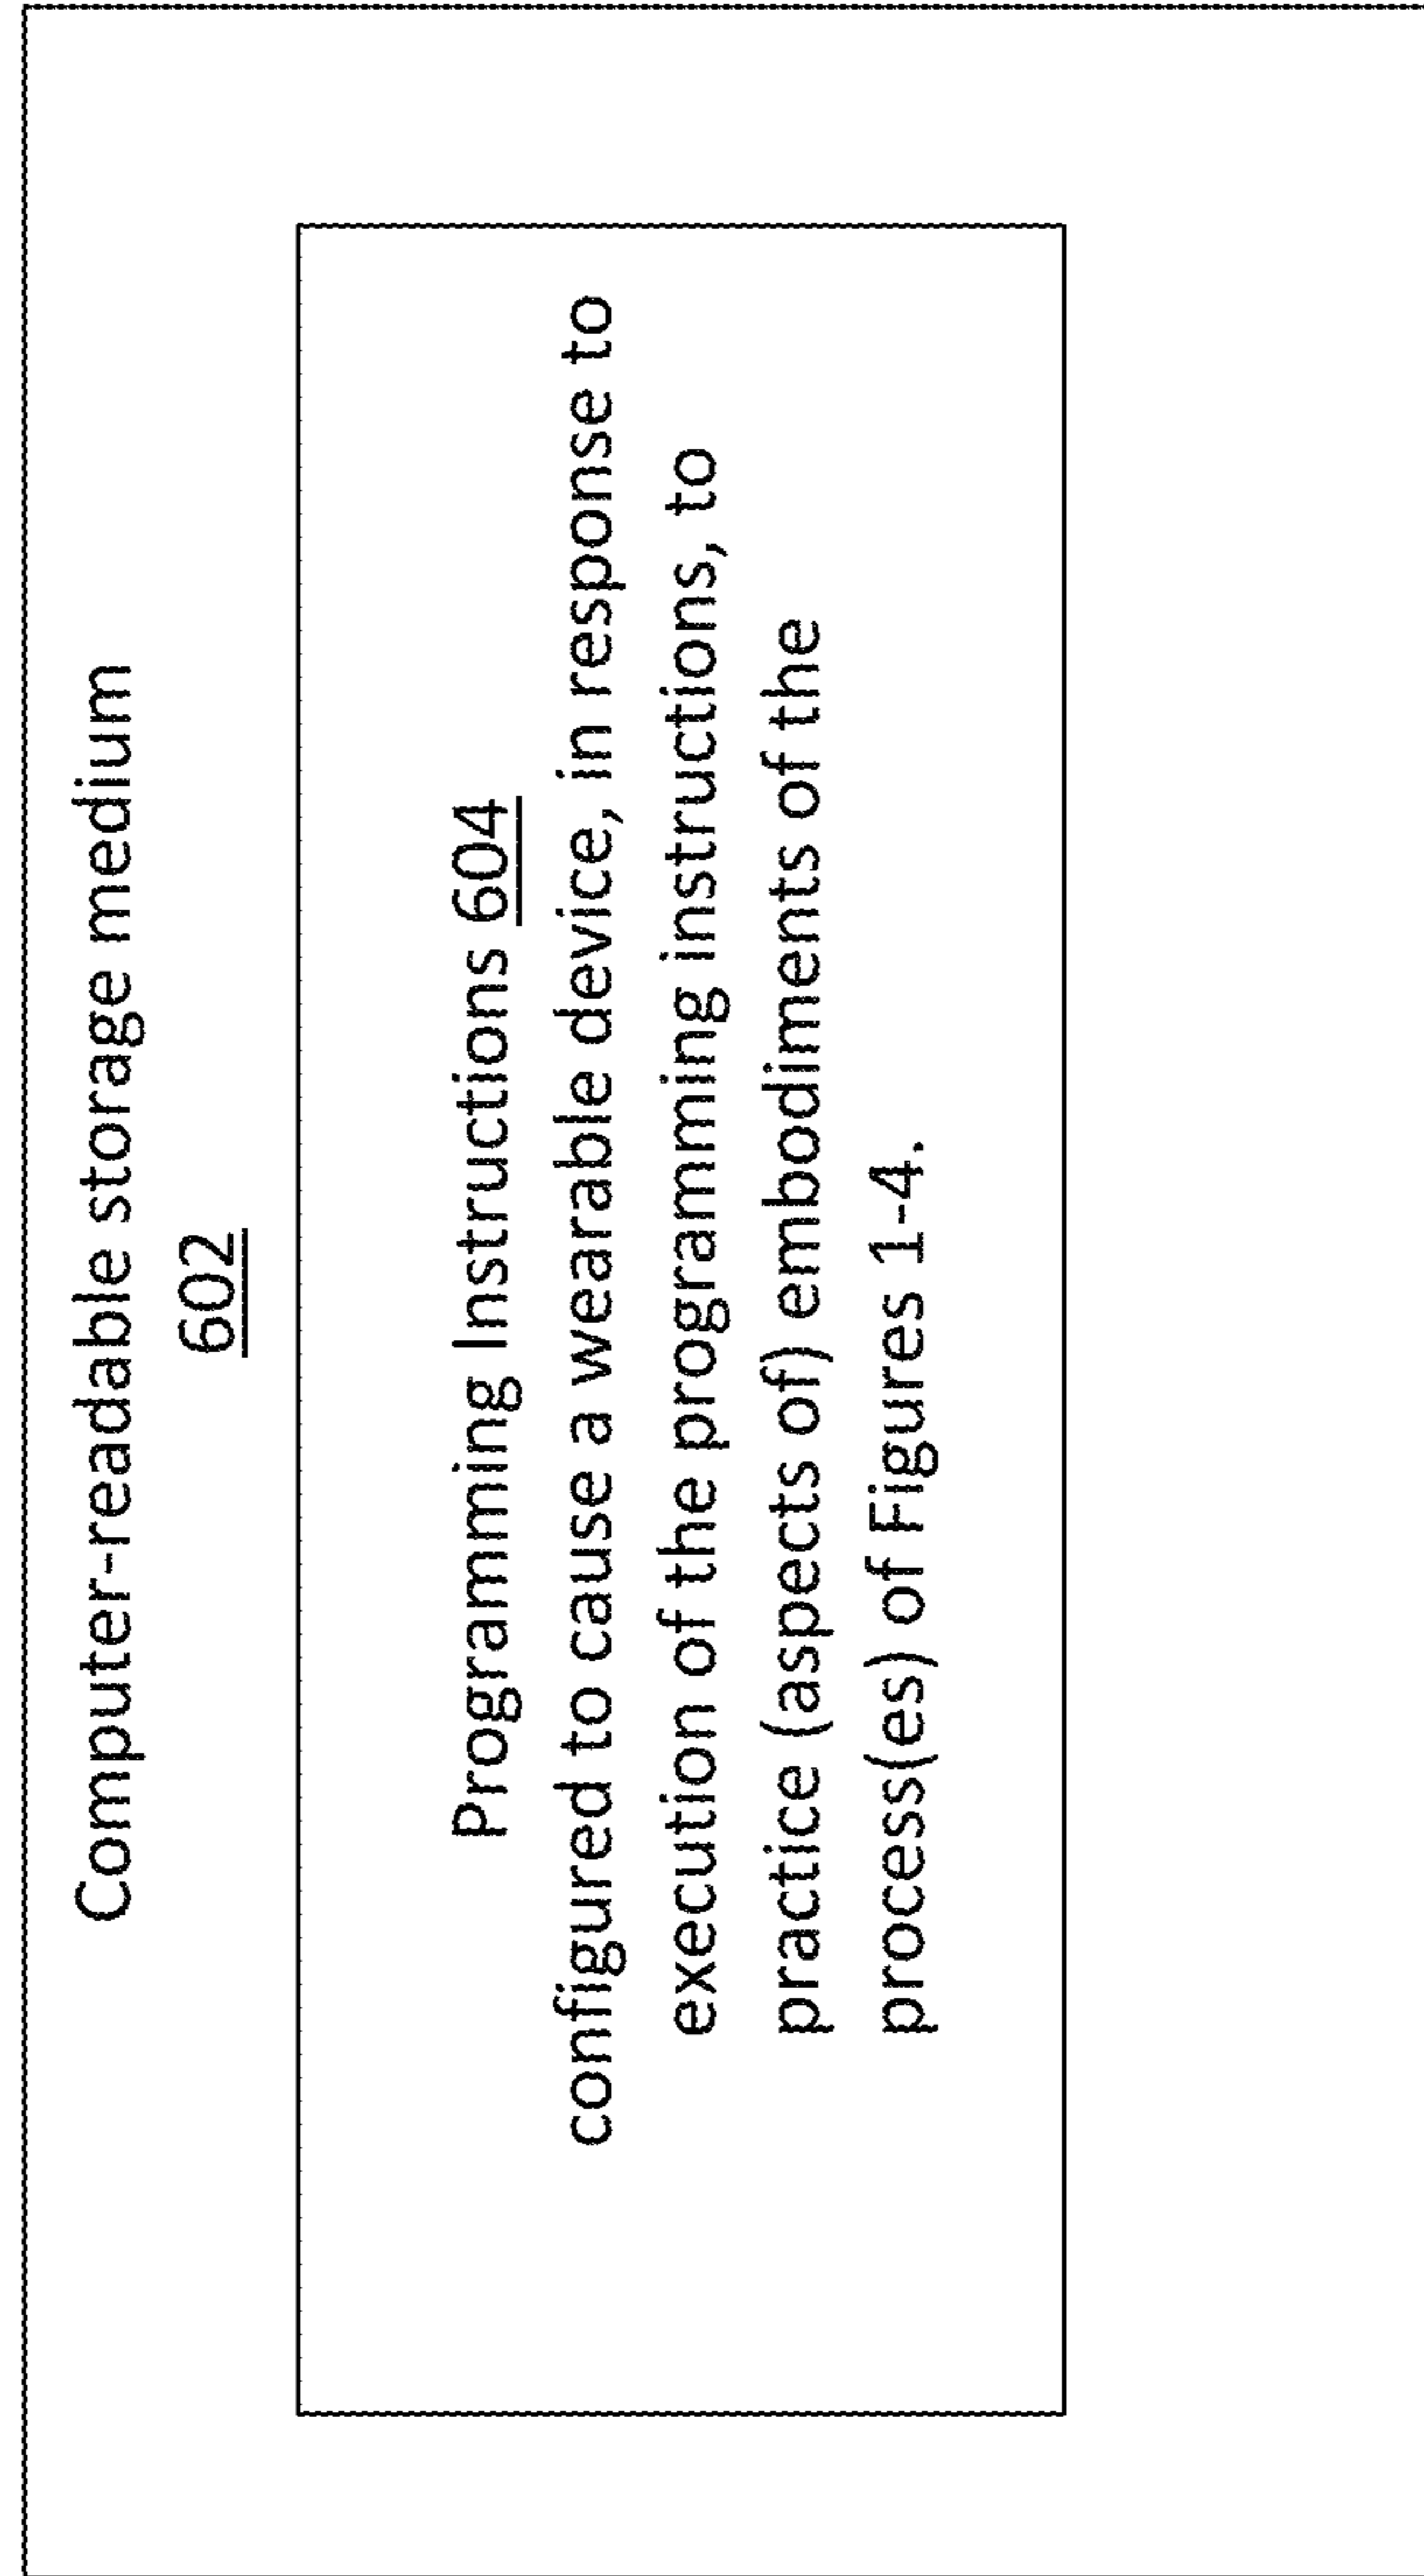 Computer-readable storage medium
602
Programming Instructions 604
configured to cause a wearable device, in response to
execution of the programming instructions, to
practice (aspects of) embodiments of the
process(es) of Figures 1-4.